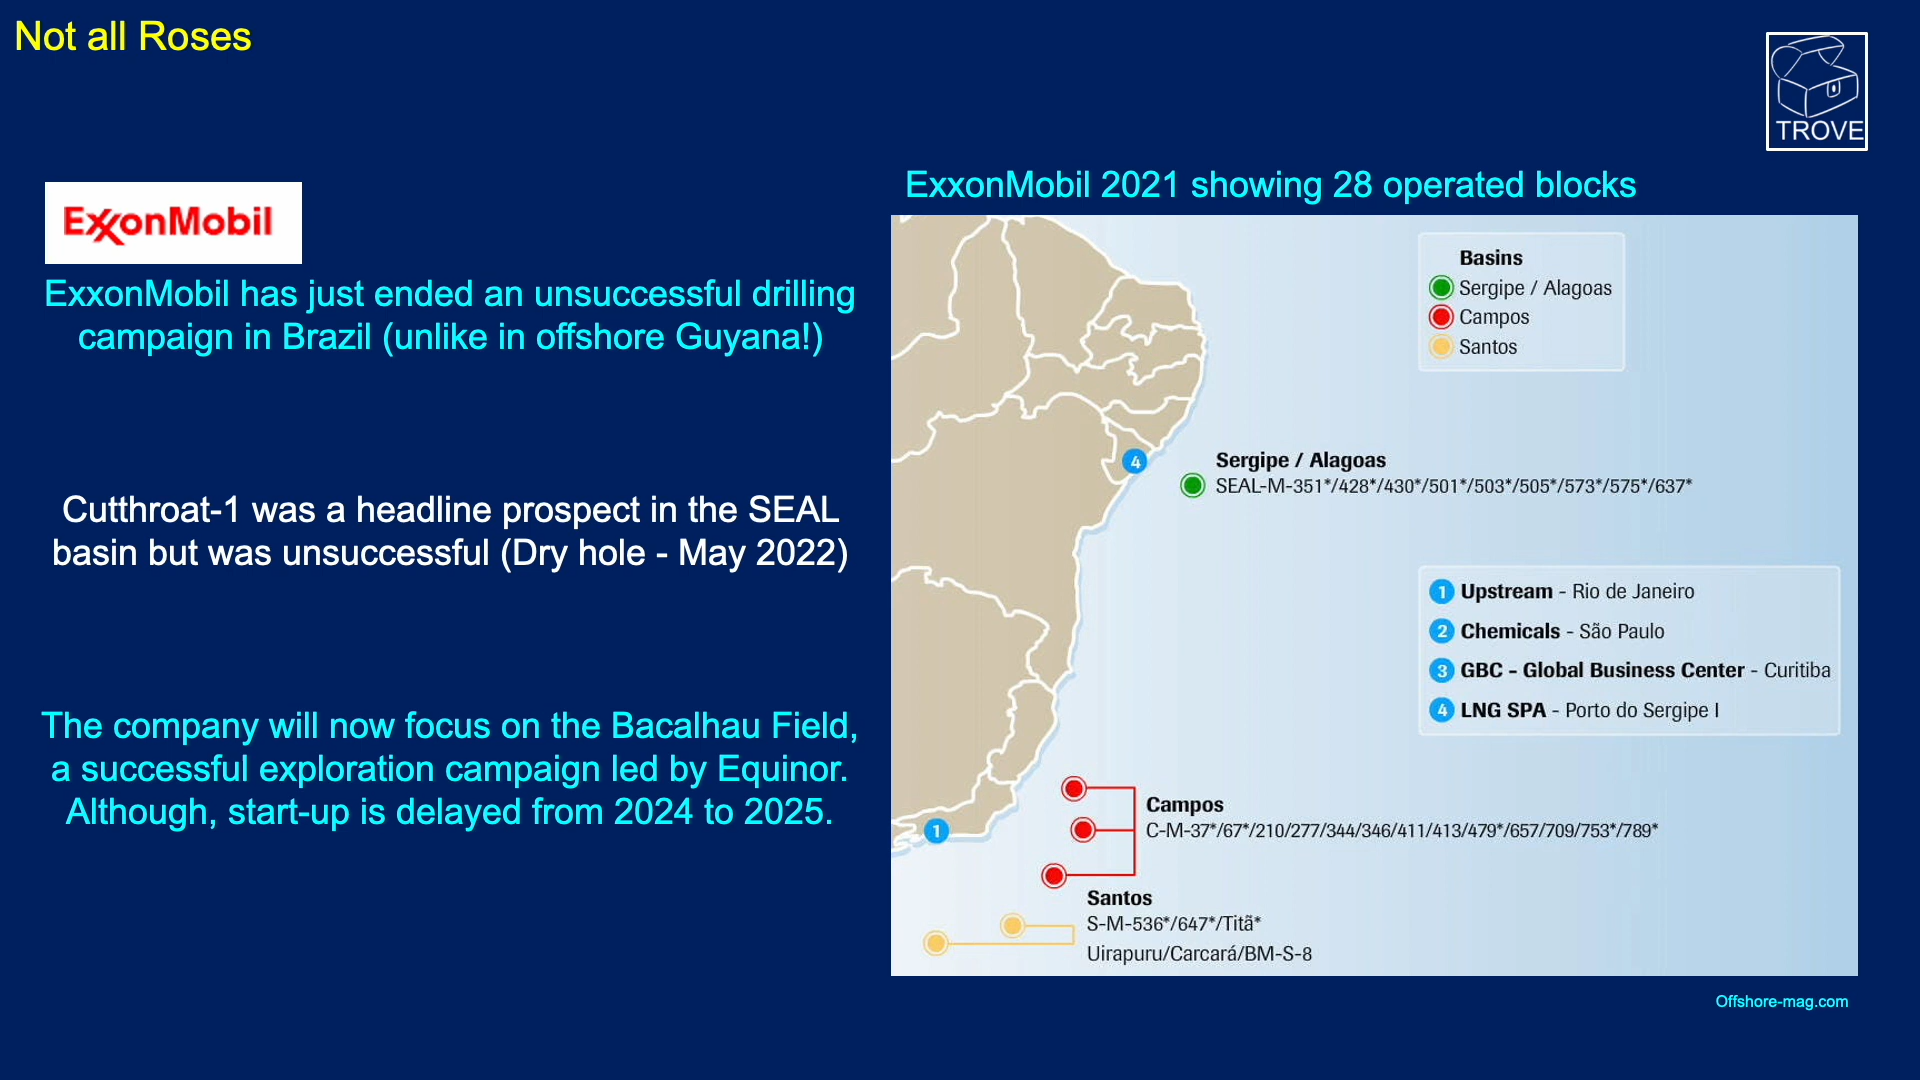 Not all Roses
TROVE
ExxonMobil
ExxonMobil has just ended an unsuccessful drilling
campaign in Brazil (unlike in offshore Guyana!)
Cutthroat-1 was a headline prospect in the SEAL
basin but was unsuccessful (Dry hole - May 2022)
The company will now focus on the Bacalhau Field,
a successful exploration campaign led by Equinor.
Although, start-up is delayed from 2024 to 2025.
ExxonMobil 2021 showing 28 operated blocks
Basins
Sergipe / Alagoas
Campos
Santos
4
Sergipe / Alagoas
SEAL-M-351*/428*/430*/501*/503*/505*/573*/575*/637*
1 Upstream - Rio de Janeiro
2 Chemicals - São Paulo
3 GBC - Global Business Center - Curitiba
4 LNG SPA - Porto do Sergipe I
Campos
C-M-37*/67*/210/277/344/346/411/413/479*/657/709/753*/789*
1
Santos
S-M-536*/647*/Titã*
Uirapuru/Carcará/BM-S-8
Offshore-mag.com